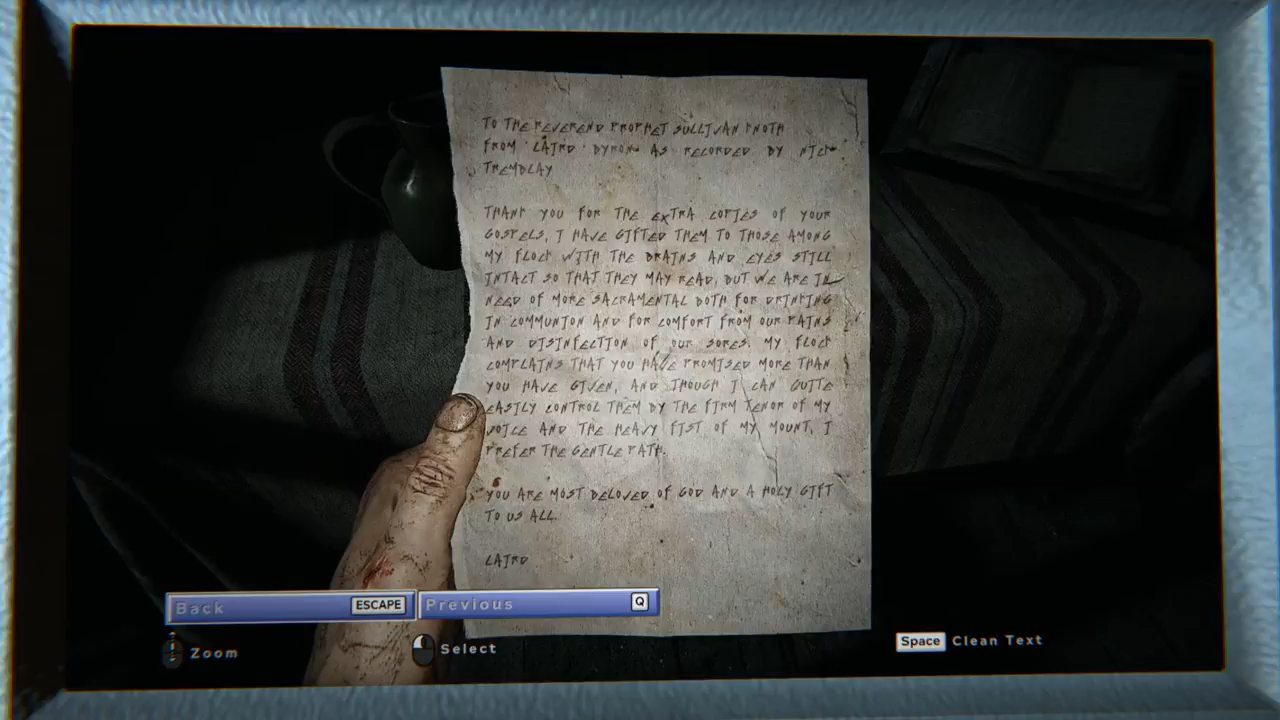 TO THE REVEREND PROPHET SULLIVAN KNOTH
FROM LAIRD BYRON AS RECORDED BY NICK
TREMBLAY
THANK YOU FOR THE EXTRA COPIES OF YOUR
GOSPELS, I HAVE GIFTED THEM TO THOSE AMONG
MY FLOCK WITH THE BRAINS AND EYES STILL
INTACT SO THAT THEY MAY READ. BUT WE ARE IN
NEED OF MORE SACRAMENTAL BOTH FOR DRINKING
IN COMMUNION AND FOR COMFORT FROM OUR PAINS
AND DISINFECTION OF OUR SORES. MY FLOCK
COMPLAINS THAT YOU HAVE PROMISED MORE THAN
YOU HAVE GIVEN, AND THOUGH I CAN QUITE
EASILY CONTROL THEM BY THE FIRM TENOR OF MY
VOICE AND THE HEAVY FIST OF MY MOUNT, I
PREFER THE GENTLE PATH.
YOU ARE MOST BELOVED OF GOD AND A HOLY GIFT
TO US ALL.
LAIRD
Back ESCAPE Previous Q
Zoom Select Space Clean Text